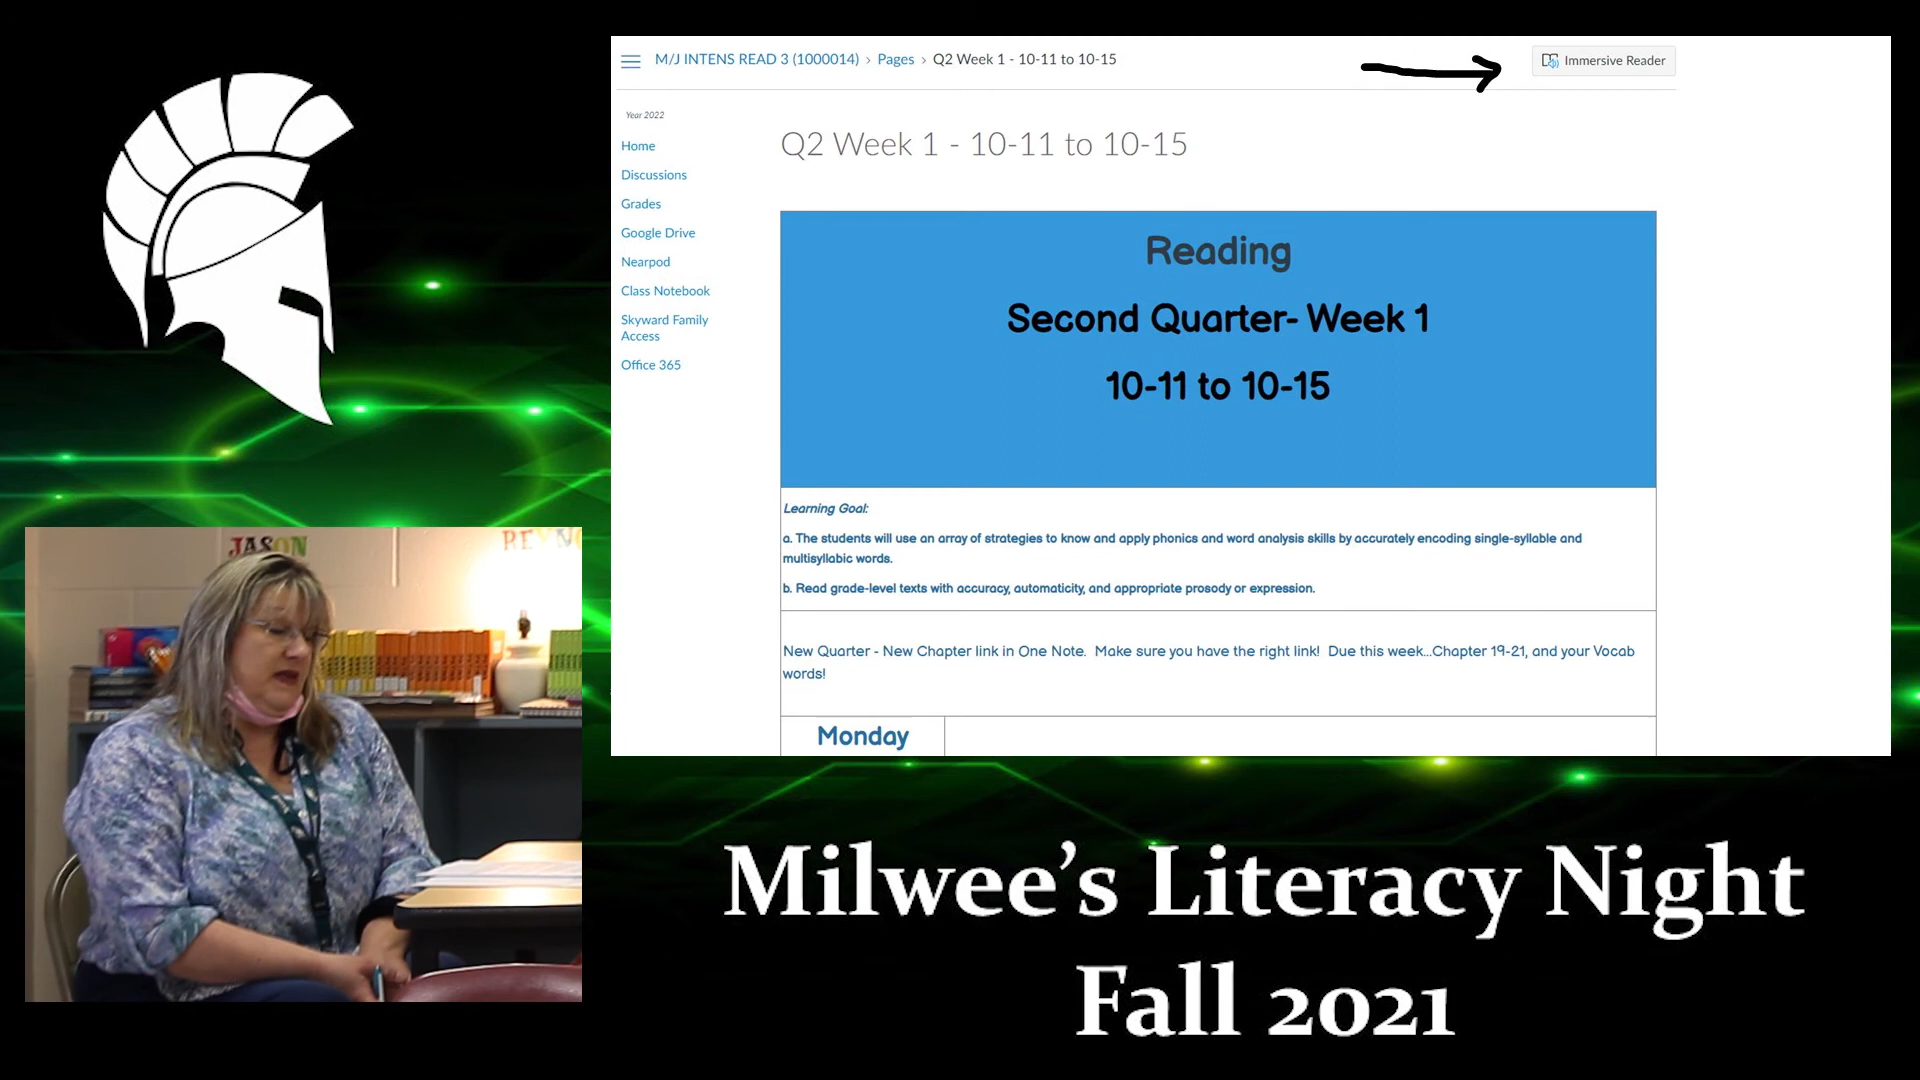 M/J INTENS READ 3 (1000014) › Pages › Q2 Week 1 - 10-11 to 10-15
Immersive Reader
Year 2022
Home
Discussions
Grades
Google Drive
Nearpod
Class Notebook
Skyward Family
Access
Office 365
Q2 Week 1 - 10-11 to 10-15
Reading
Second Quarter- Week 1
10-11 to 10-15
Learning Goal:
a. The students will use an array of strategies to know and apply phonics and word analysis skills by accurately encoding single-syllable and
multisyllabic words.
b. Read grade-level texts with accuracy, automaticity, and appropriate prosody or expression.
New Quarter - New Chapter link in One Note.  Make sure you have the right link!  Due this week...Chapter 19-21, and your Vocab
words!
Monday
JASON
Milwee’s Literacy Night
Fall 2021